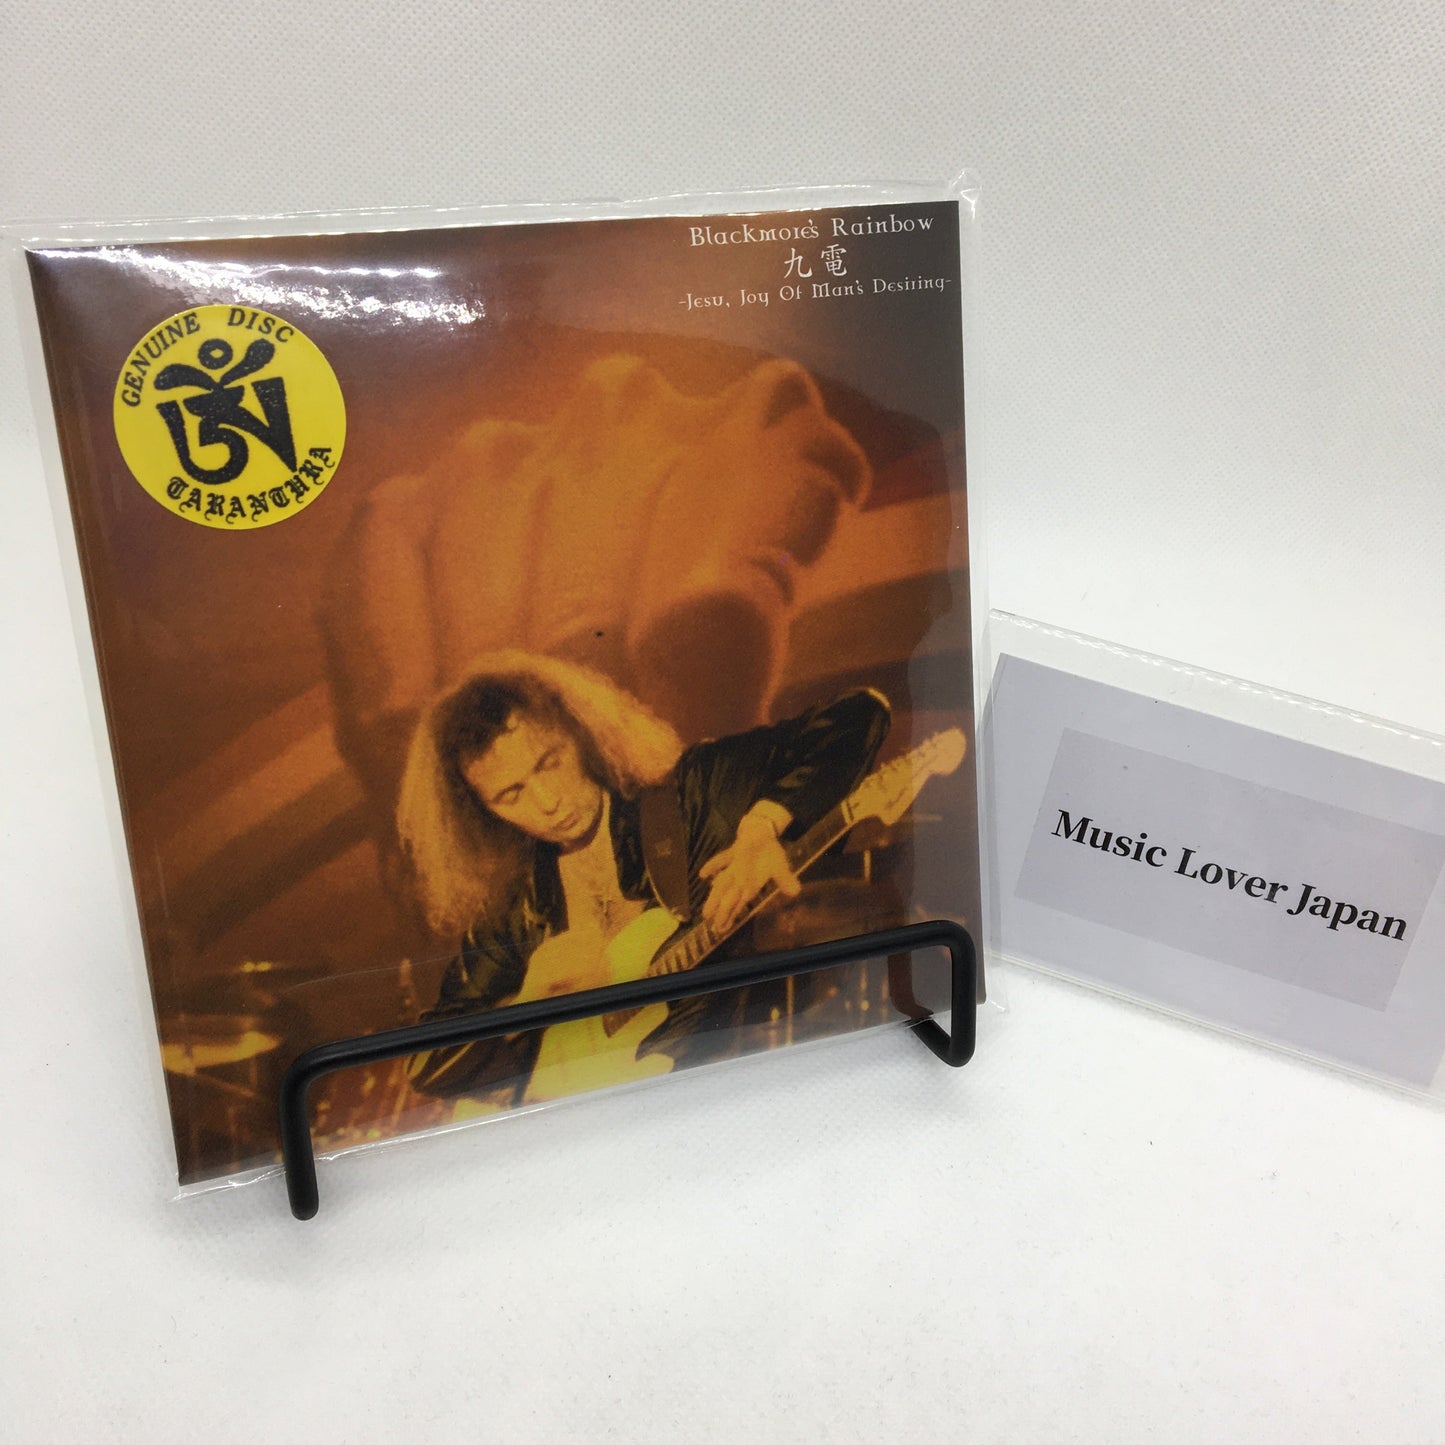 Blackmore's Rainbow
九電
-Jesu, Joy Of Man's Desiring-
GENUINE DISC
TARANTURA
Music Lover Japan